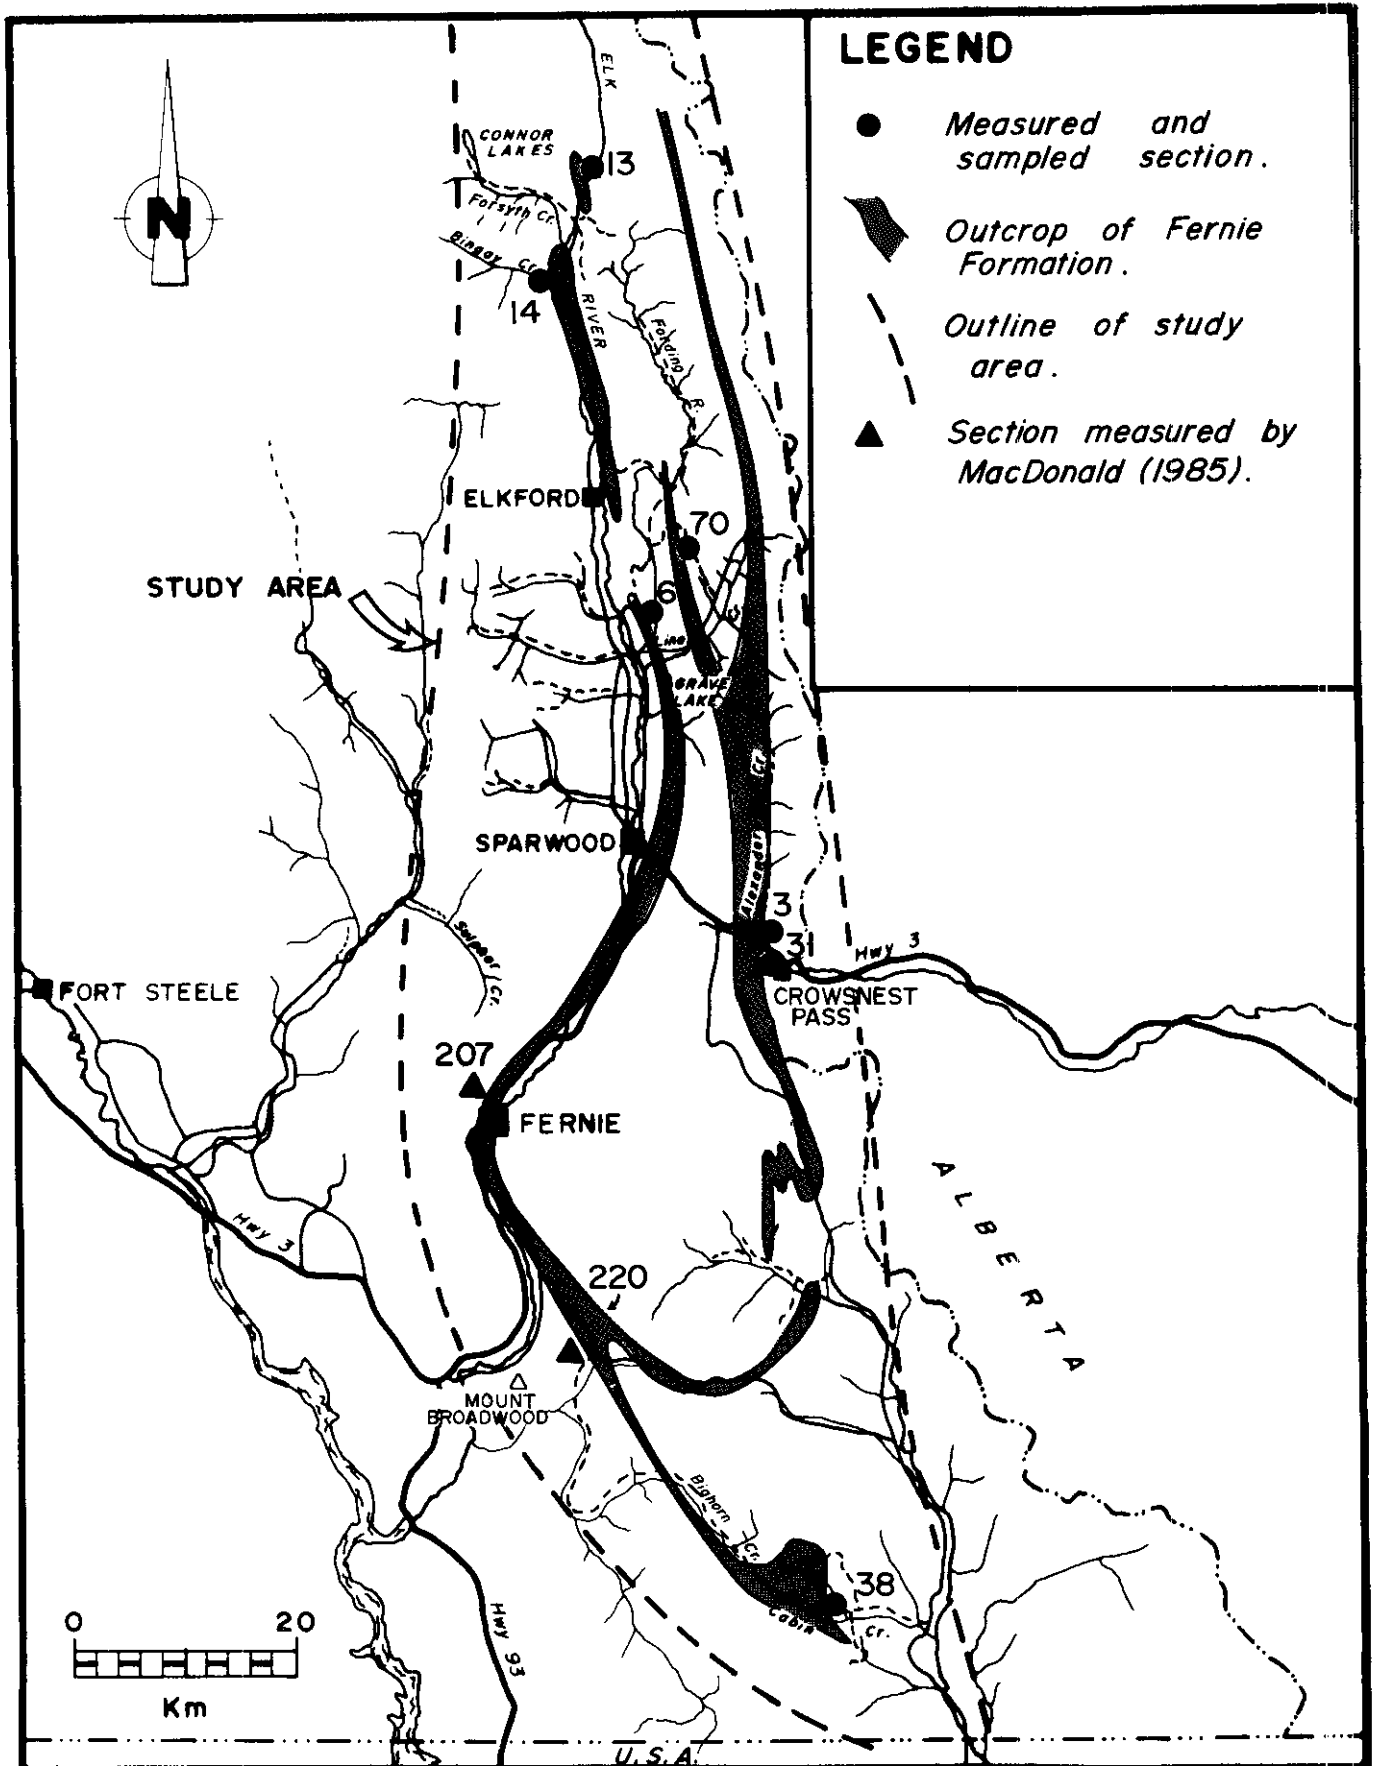 LEGEND
Measured and
sampled section.
Outcrop of Fernie
Formation.
Outline of study
area.
Section measured by
MacDonald (1985).
N
ELK
CONNOR
LAKES
13
Forsyth Cr.
Bingay Cr.
14
RIVER
Fording R.
ELKFORD
70
STUDY AREA
6
Line Cr.
GRAVE
LAKE
SPARWOOD
Alexander Cr.
3
31
Hwy 3
CROWSNEST
PASS
FORT STEELE
207
FERNIE
Hwy 3
ALBERTA
220
MOUNT
BROADWOOD
Bighorn Cr.
38
Cabin Cr.
Hwy 93
0 20
Km
U.S.A.